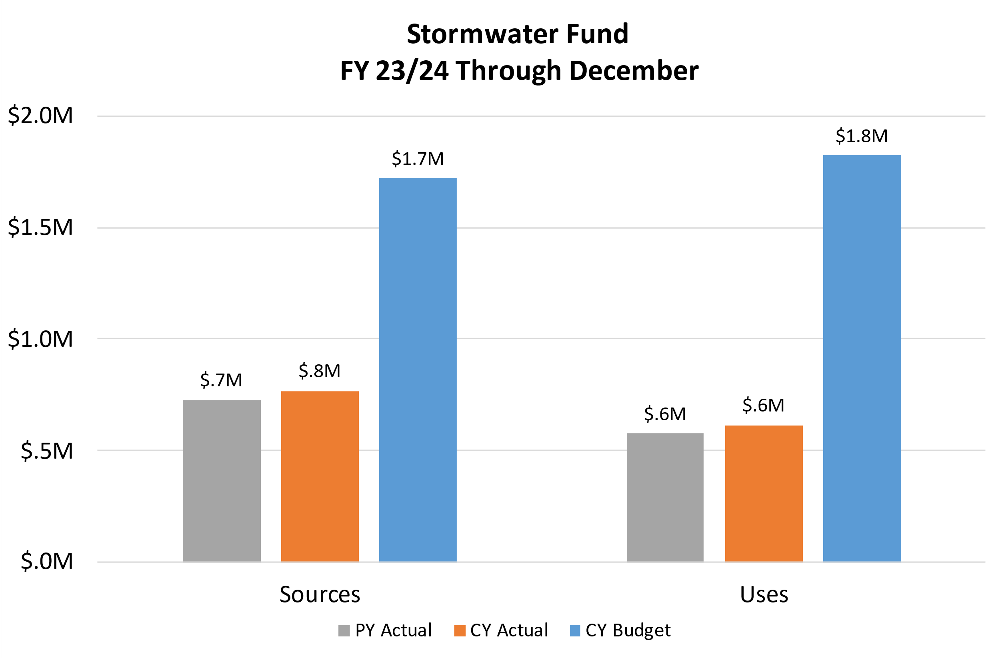 Stormwater Fund
FY 23/24 Through December
$2.0M
$1.5M
$1.0M
$.5M
$.0M
$.7M
$.8M
$1.7M
$.6M
$.6M
$1.8M
Sources
Uses
PY Actual
CY Actual
CY Budget